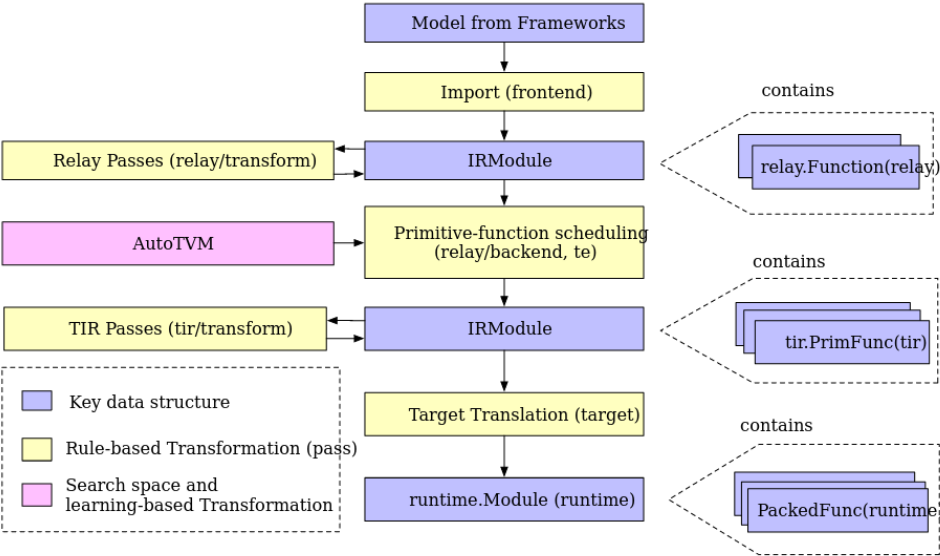 Model from Frameworks
Import (frontend)
contains
Relay Passes (relay/transform)
IRModule
relay.Function(relay)
AutoTVM
Primitive-function scheduling
(relay/backend, te)
contains
TIR Passes (tir/transform)
IRModule
tir.PrimFunc(tir)
Key data structure
Target Translation (target)
contains
Rule-based Transformation (pass)
Search space and
learning-based Transformation
runtime.Module (runtime)
PackedFunc(runtime